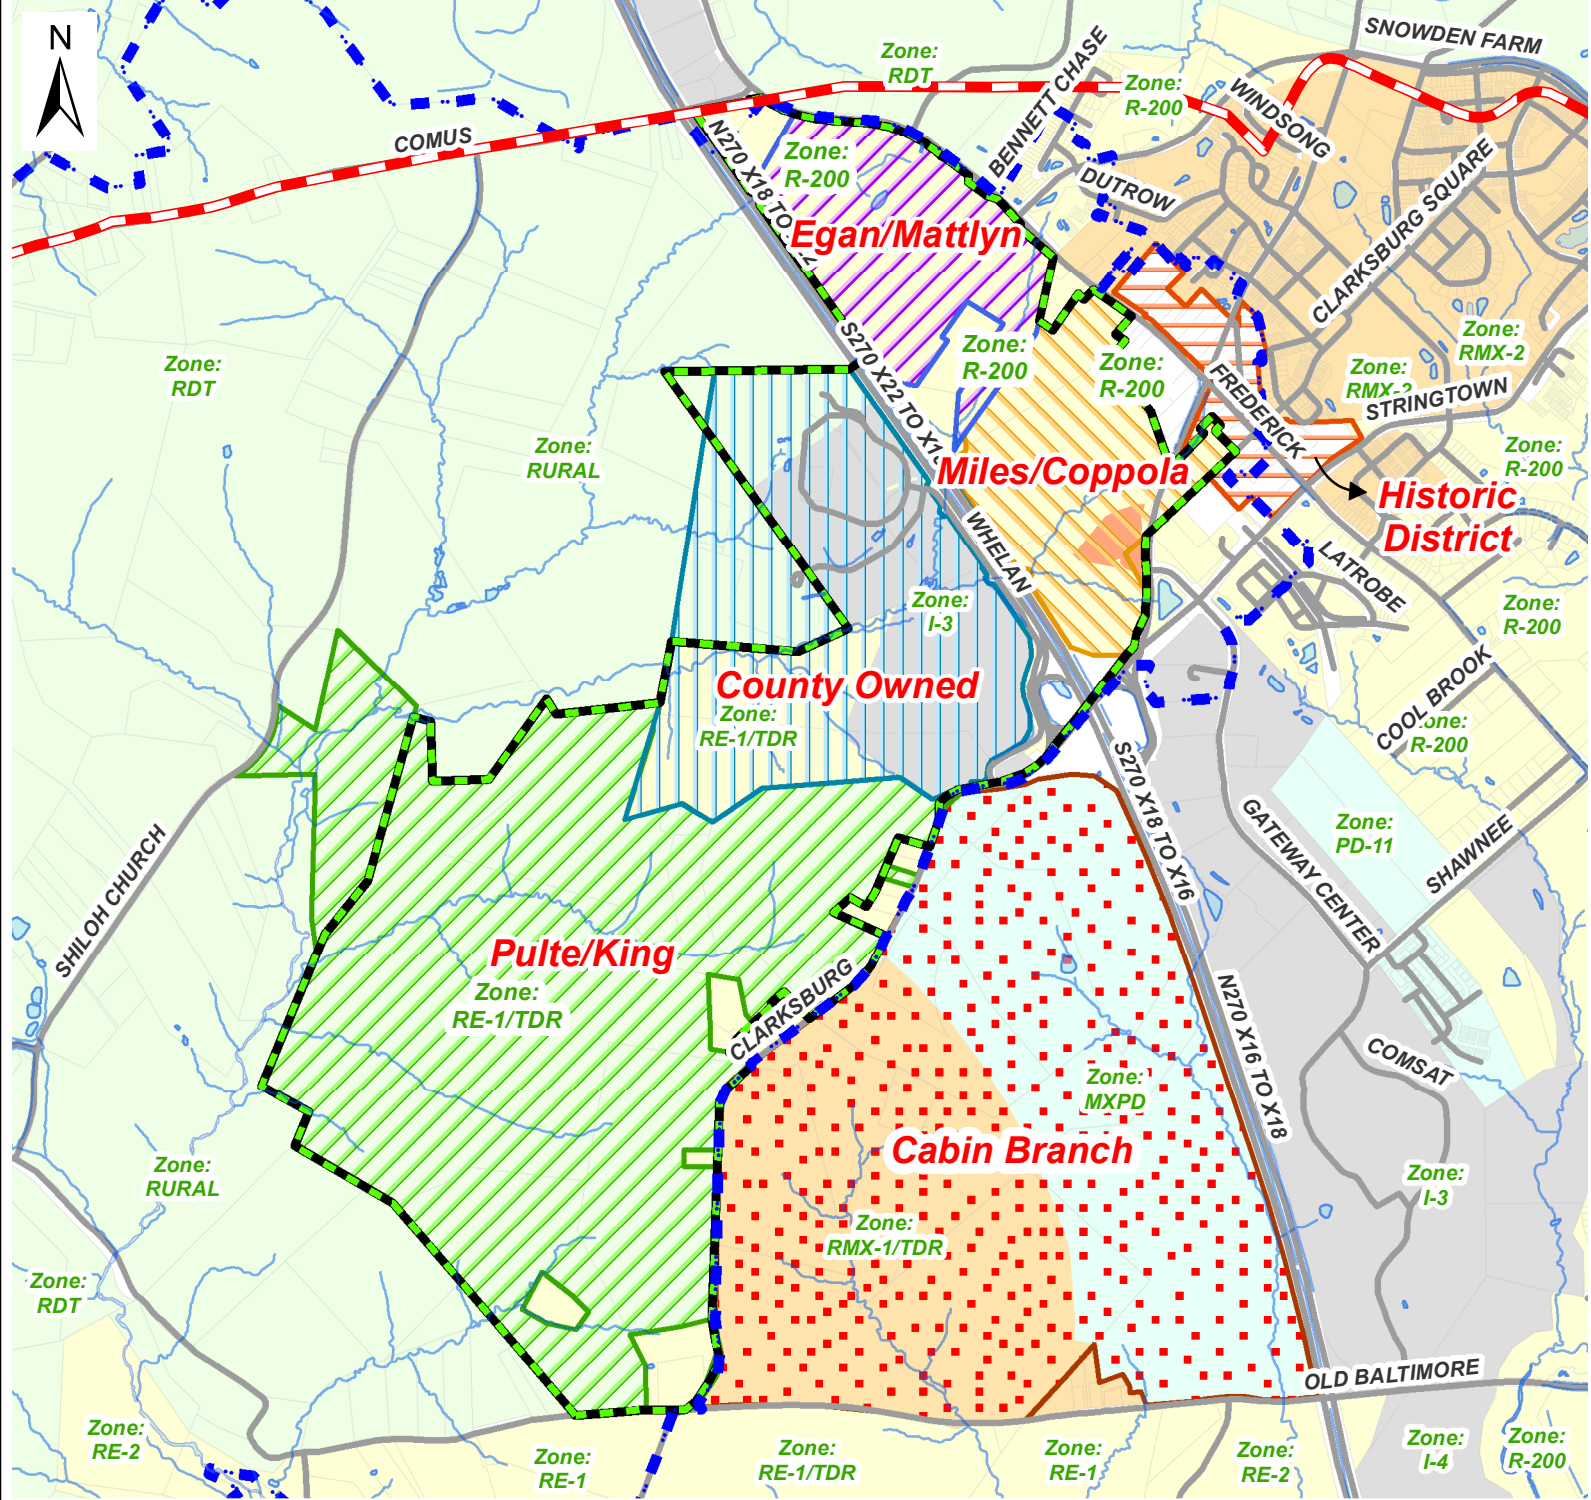 N
SNOWDEN FARM
Zone:
RDT
BENNETT CHASE
Zone:
R-200
WINDSONG
COMUS
N270 X18 TO
Zone:
R-200
DUTROW
CLARKSBURG SQUARE
Egan/Mattlyn
S270 X22 TO X18
Zone:
R-200
Zone:
R-200
Zone:
RMX-2
Zone:
RMX-2
Zone:
RDT
FREDERICK
STRINGTOWN
Zone:
RURAL
Zone:
R-200
Miles/Coppola
Historic
District
WHELAN
LATROBE
Zone:
I-3
Zone:
R-200
County Owned
Zone:
RE-1/TDR
COOL BROOK
Zone:
R-200
S270 X18 TO X16
GATEWAY CENTER
Zone:
PD-11
SHAWNEE
SHILOH CHURCH
Pulte/King
Zone:
RE-1/TDR
CLARKSBURG
N270 X16 TO X18
COMSAT
Zone:
MXPD
Cabin Branch
Zone:
RURAL
Zone:
I-3
Zone:
RMX-1/TDR
Zone:
RDT
OLD BALTIMORE
Zone:
RE-2
Zone:
RE-1
Zone:
RE-1/TDR
Zone:
RE-1
Zone:
RE-2
Zone:
I-4
Zone:
R-200